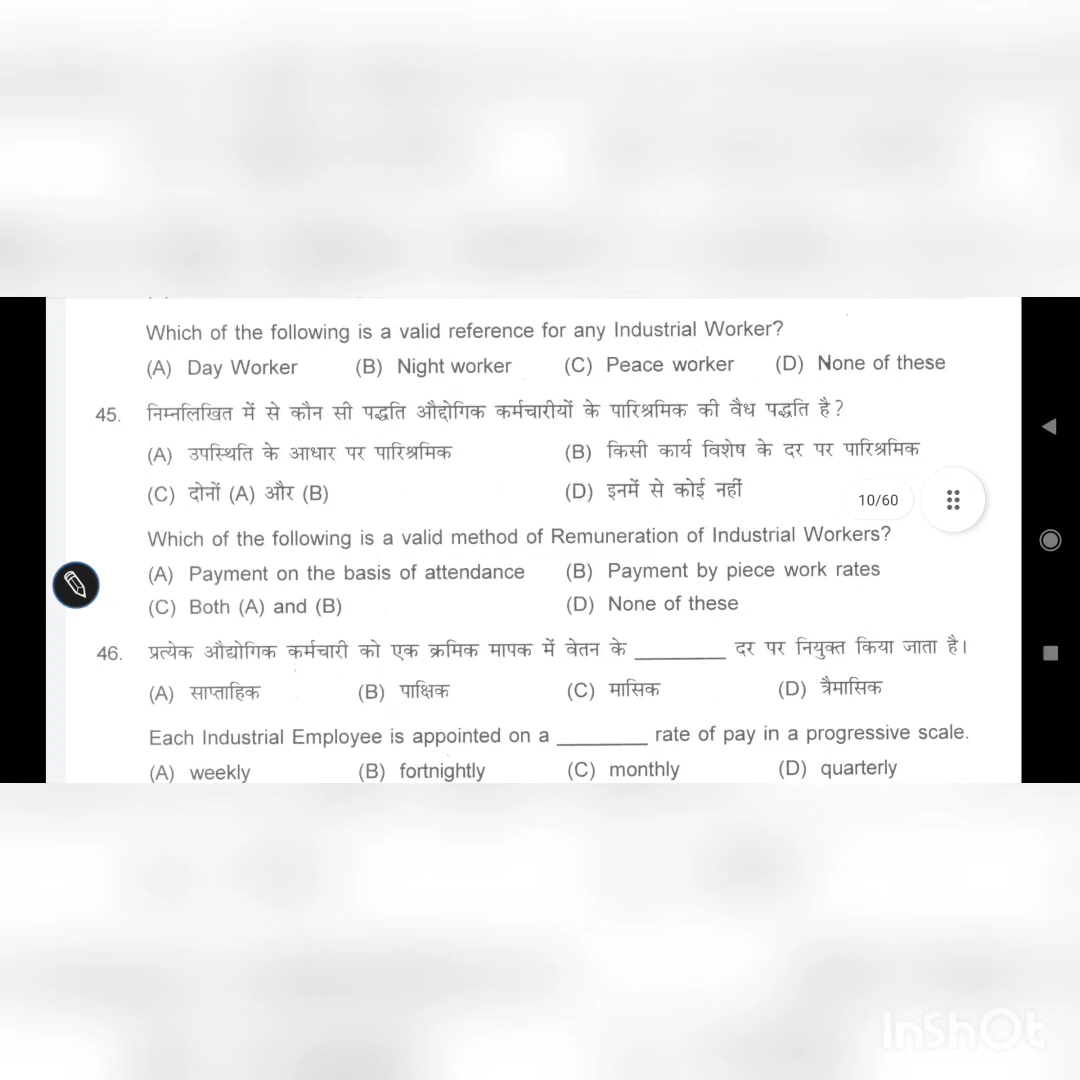 Which of the following is a valid reference for any Industrial Worker?
(A) Day Worker (B) Night worker (C) Peace worker (D) None of these
45. निम्नलिखित में से कौन सी पद्धति औद्दोगिक कर्मचारीयों के पारिश्रमिक की वैध पद्धति है?
(A) उपस्थिति के आधार पर पारिश्रमिक (B) किसी कार्य विशेष के दर पर पारिश्रमिक
(C) दोनों (A) और (B) (D) इनमें से कोई नहीं
10/60
Which of the following is a valid method of Remuneration of Industrial Workers?
(A) Payment on the basis of attendance (B) Payment by piece work rates
(C) Both (A) and (B) (D) None of these
46. प्रत्येक औद्योगिक कर्मचारी को एक क्रमिक मापक में वेतन के ________ दर पर नियुक्त किया जाता है।
(A) साप्ताहिक (B) पाक्षिक (C) मासिक (D) त्रैमासिक
Each Industrial Employee is appointed on a ________ rate of pay in a progressive scale.
(A) weekly (B) fortnightly (C) monthly (D) quarterly
InShOt